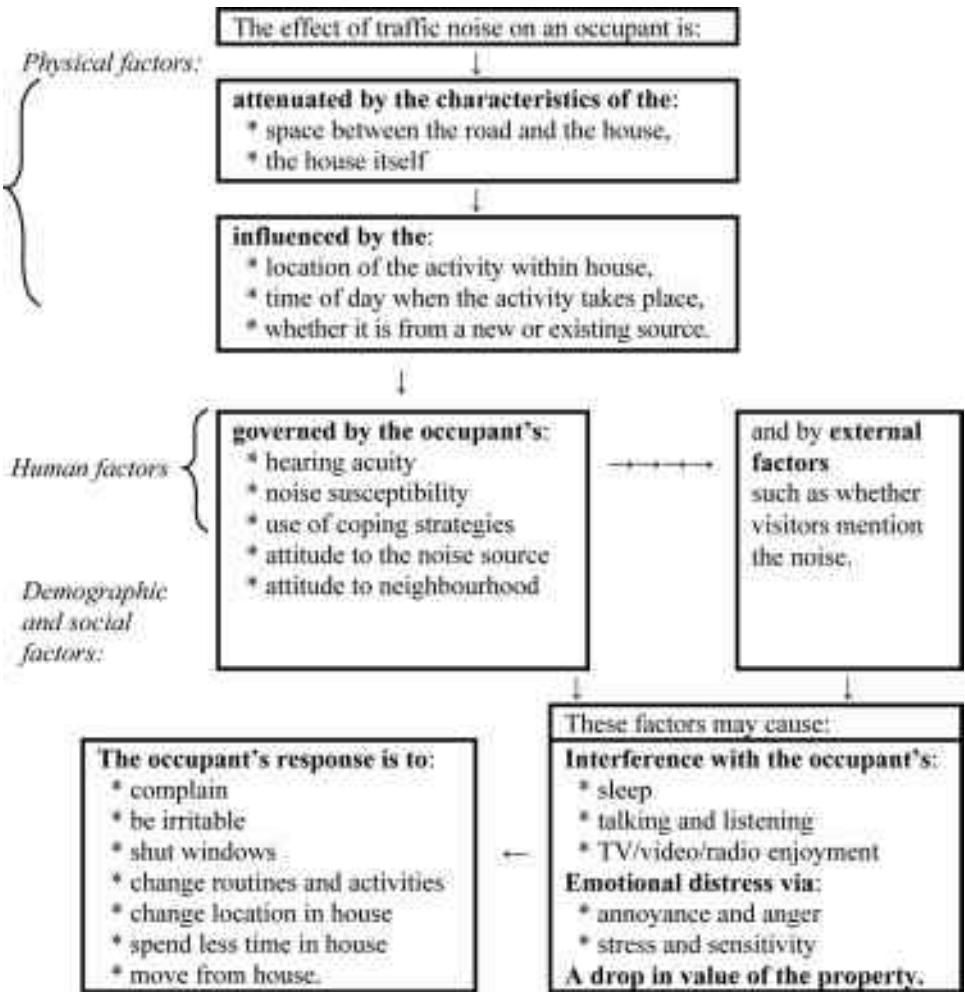 The effect of traffic noise on an occupant is:
↓
Physical factors:
attenuated by the characteristics of the:
* space between the road and the house,
* the house itself
↓
influenced by the:
* location of the activity within house,
* time of day when the activity takes place,
* whether it is from a new or existing source.
↓
Human factors
governed by the occupant's:
* hearing acuity
* noise susceptibility
* use of coping strategies
* attitude to the noise source
* attitude to neighbourhood
→→→→
and by external
factors
such as whether
visitors mention
the noise.
Demographic
and social
factors:
↓
↓
These factors may cause:
Interference with the occupant's:
* sleep
* talking and listening
* TV/video/radio enjoyment
Emotional distress via:
* annoyance and anger
* stress and sensitivity
A drop in value of the property.
←
The occupant's response is to:
* complain
* be irritable
* shut windows
* change routines and activities
* change location in house
* spend less time in house
* move from house.